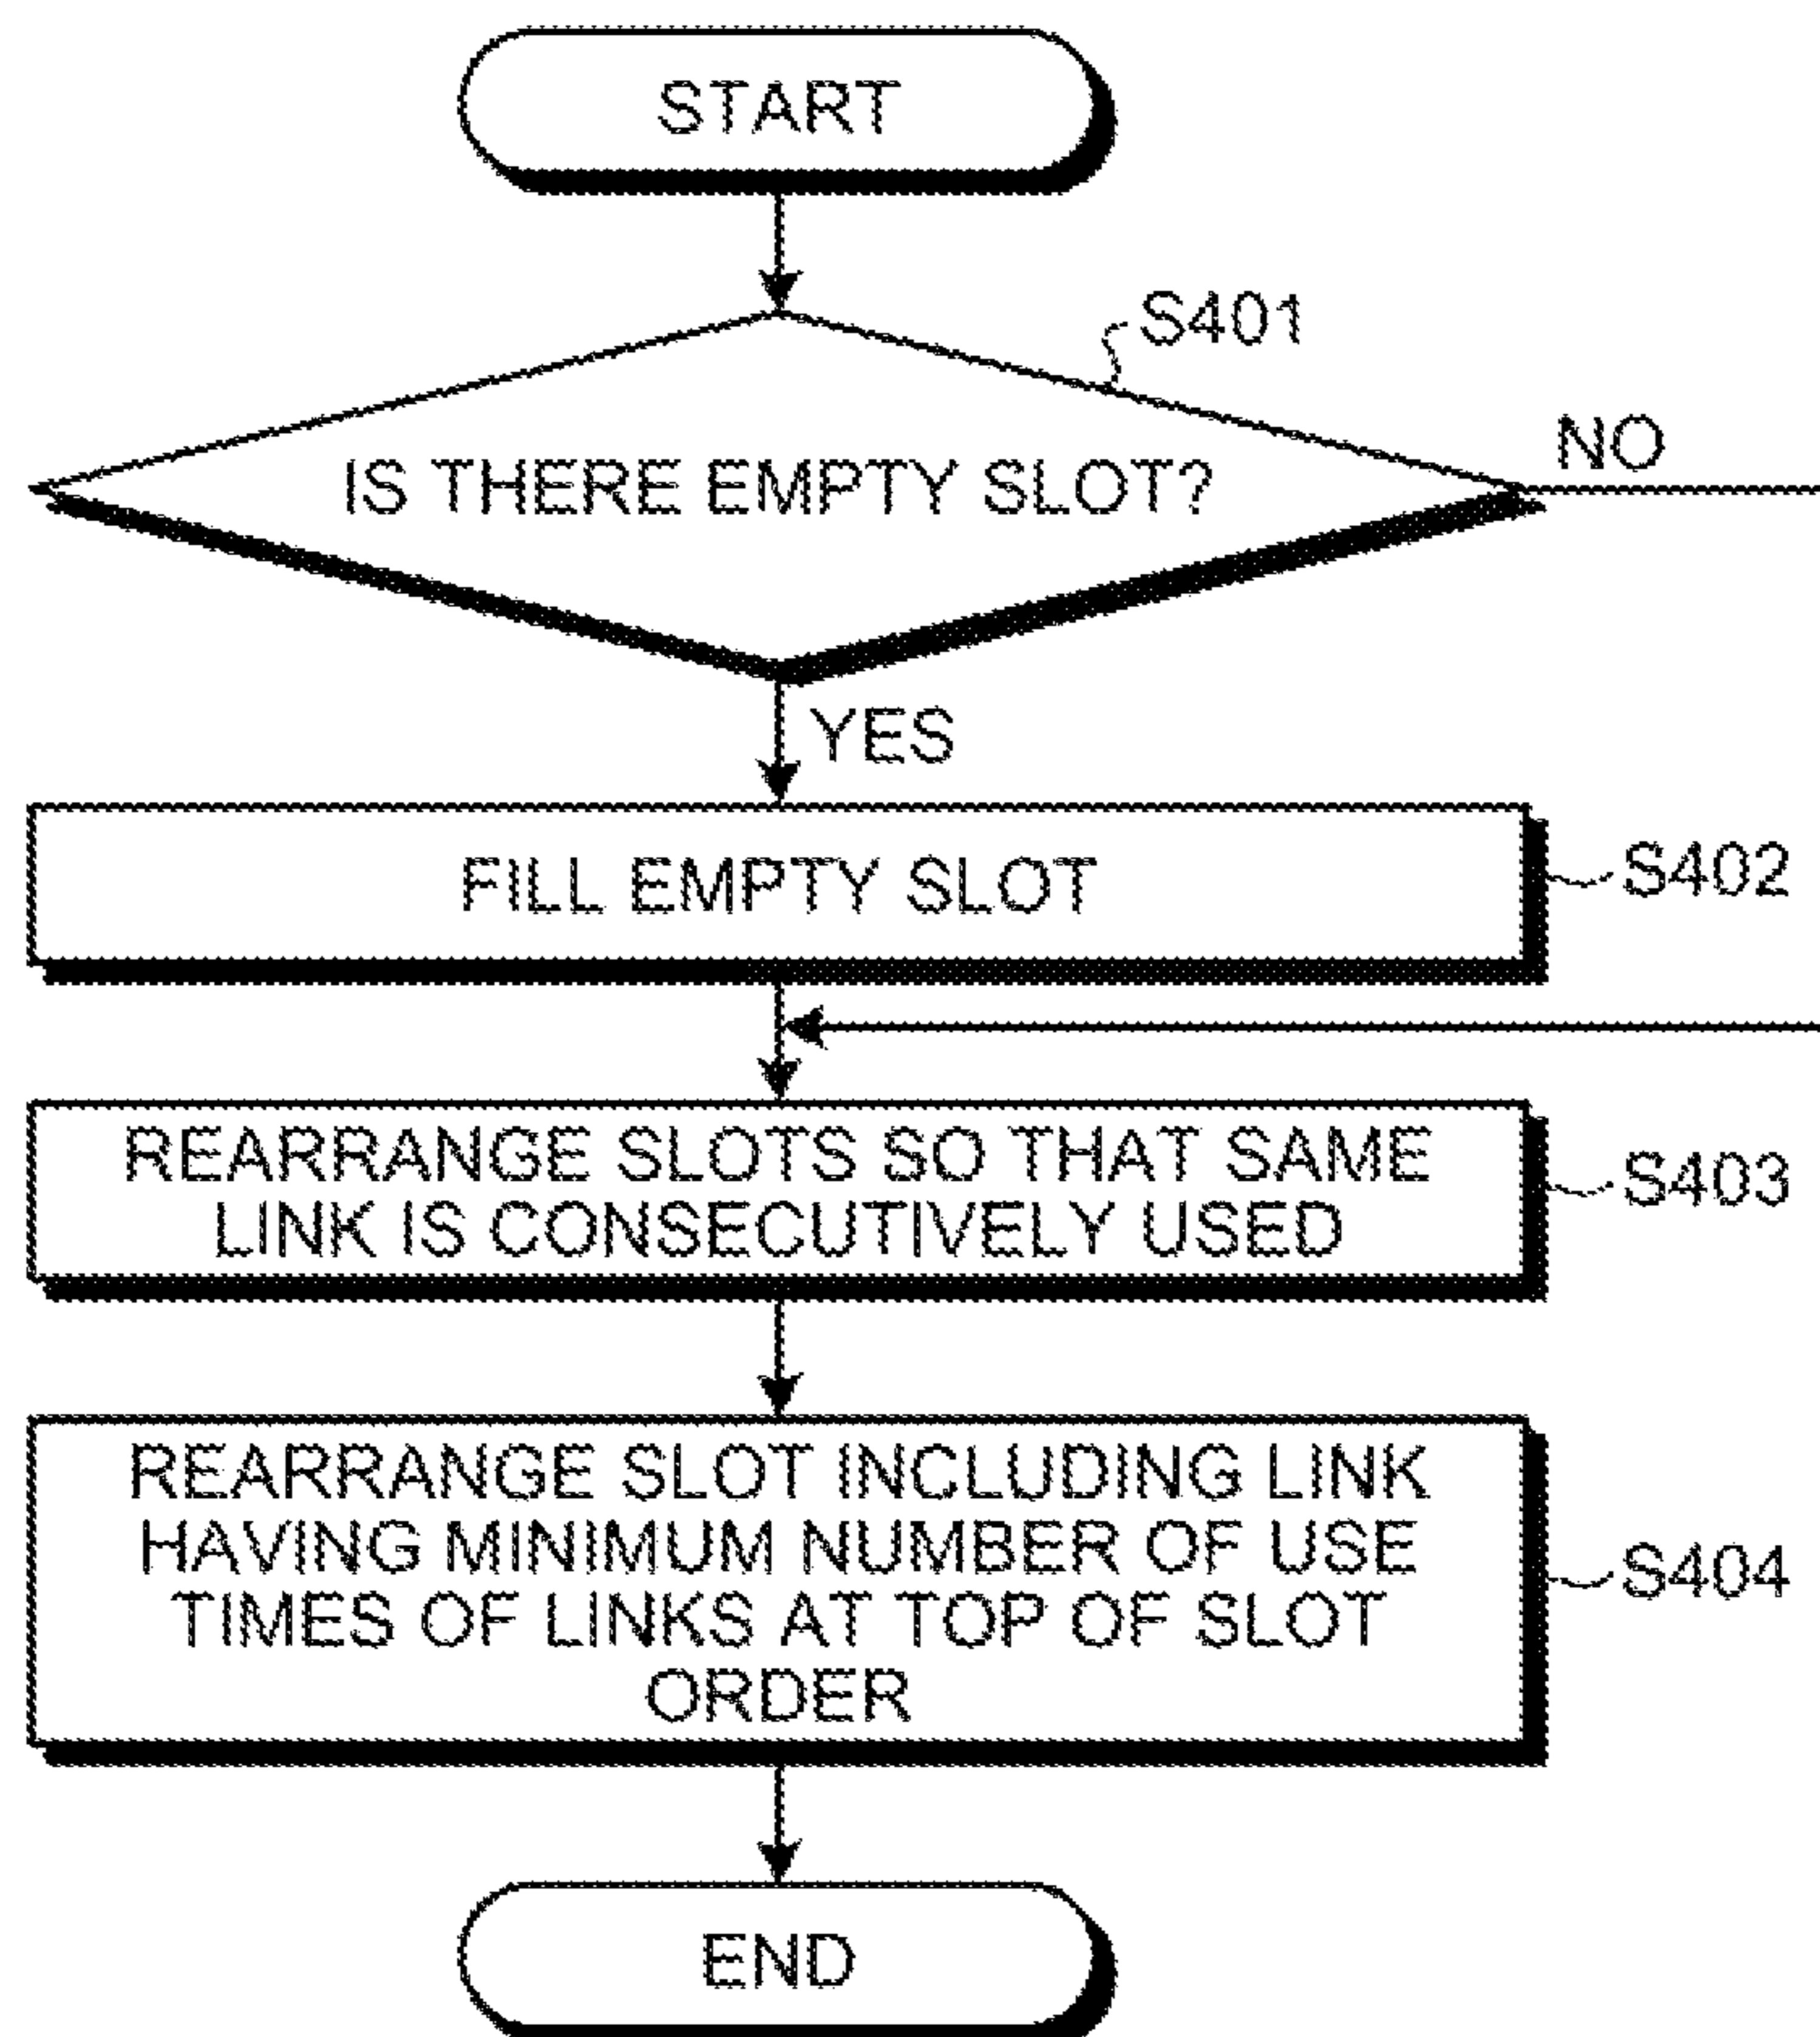 START
S401
IS THERE EMPTY SLOT?
NO
YES
FILL EMPTY SLOT
S402
REARRANGE SLOTS SO THAT SAME
LINK IS CONSECUTIVELY USED
S403
REARRANGE SLOT INCLUDING LINK
HAVING MINIMUM NUMBER OF USE
TIMES OF LINKS AT TOP OF SLOT
ORDER
S404
END